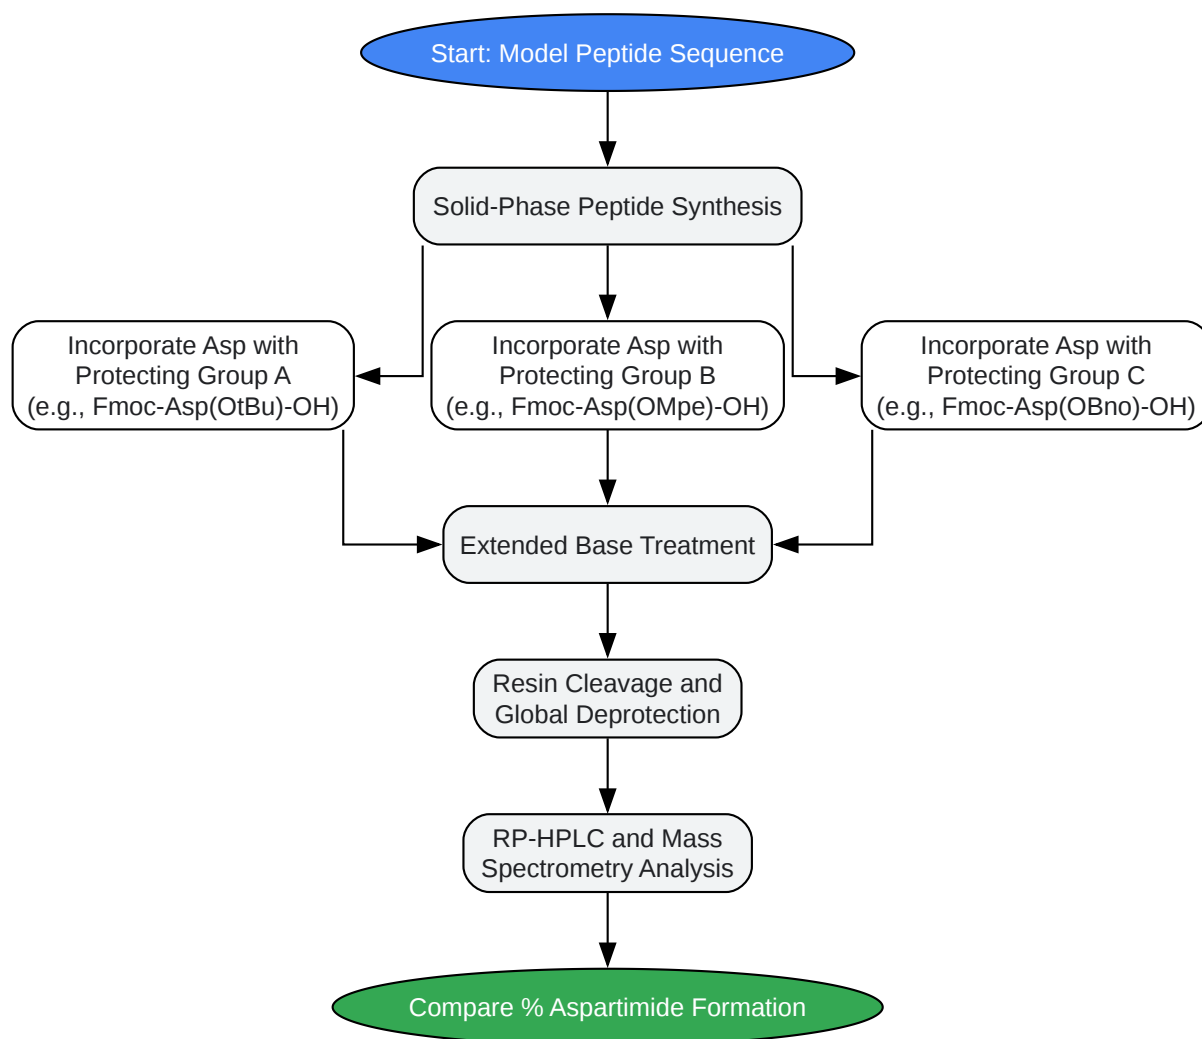 Start: Model Peptide Sequence
Solid-Phase Peptide Synthesis
Incorporate Asp with
Protecting Group A
(e.g., Fmoc-Asp(OtBu)-OH)
Incorporate Asp with
Protecting Group B
(e.g., Fmoc-Asp(OMpe)-OH)
Incorporate Asp with
Protecting Group C
(e.g., Fmoc-Asp(OBno)-OH)
Extended Base Treatment
Resin Cleavage and
Global Deprotection
RP-HPLC and Mass
Spectrometry Analysis
Compare % Aspartimide Formation